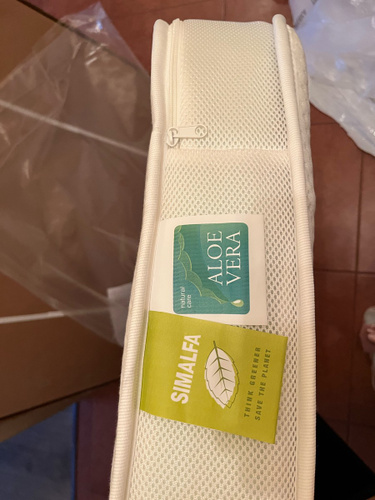 natural
care
ALOE
VERA
SIMALFA
THINK GREENER
SAVE THE PLANET